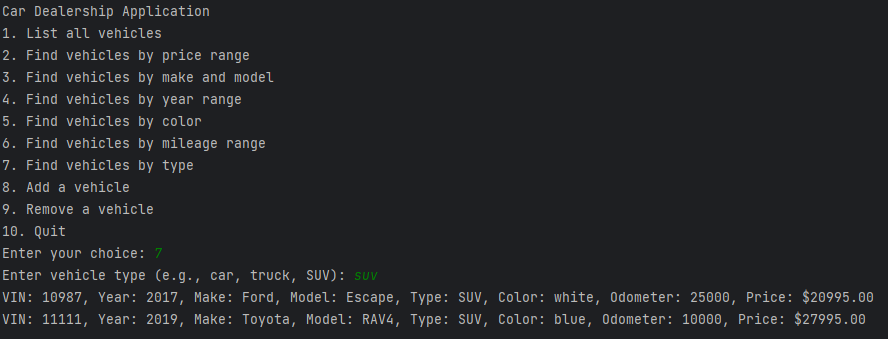 Car Dealership Application
1. List all vehicles
2. Find vehicles by price range
3. Find vehicles by make and model
4. Find vehicles by year range
5. Find vehicles by color
6. Find vehicles by mileage range
7. Find vehicles by type
8. Add a vehicle
9. Remove a vehicle
10. Quit
Enter your choice: 7
Enter vehicle type (e.g., car, truck, SUV): suv
VIN: 10987, Year: 2017, Make: Ford, Model: Escape, Type: SUV, Color: white, Odometer: 25000, Price: $20995.00
VIN: 11111, Year: 2019, Make: Toyota, Model: RAV4, Type: SUV, Color: blue, Odometer: 10000, Price: $27995.00